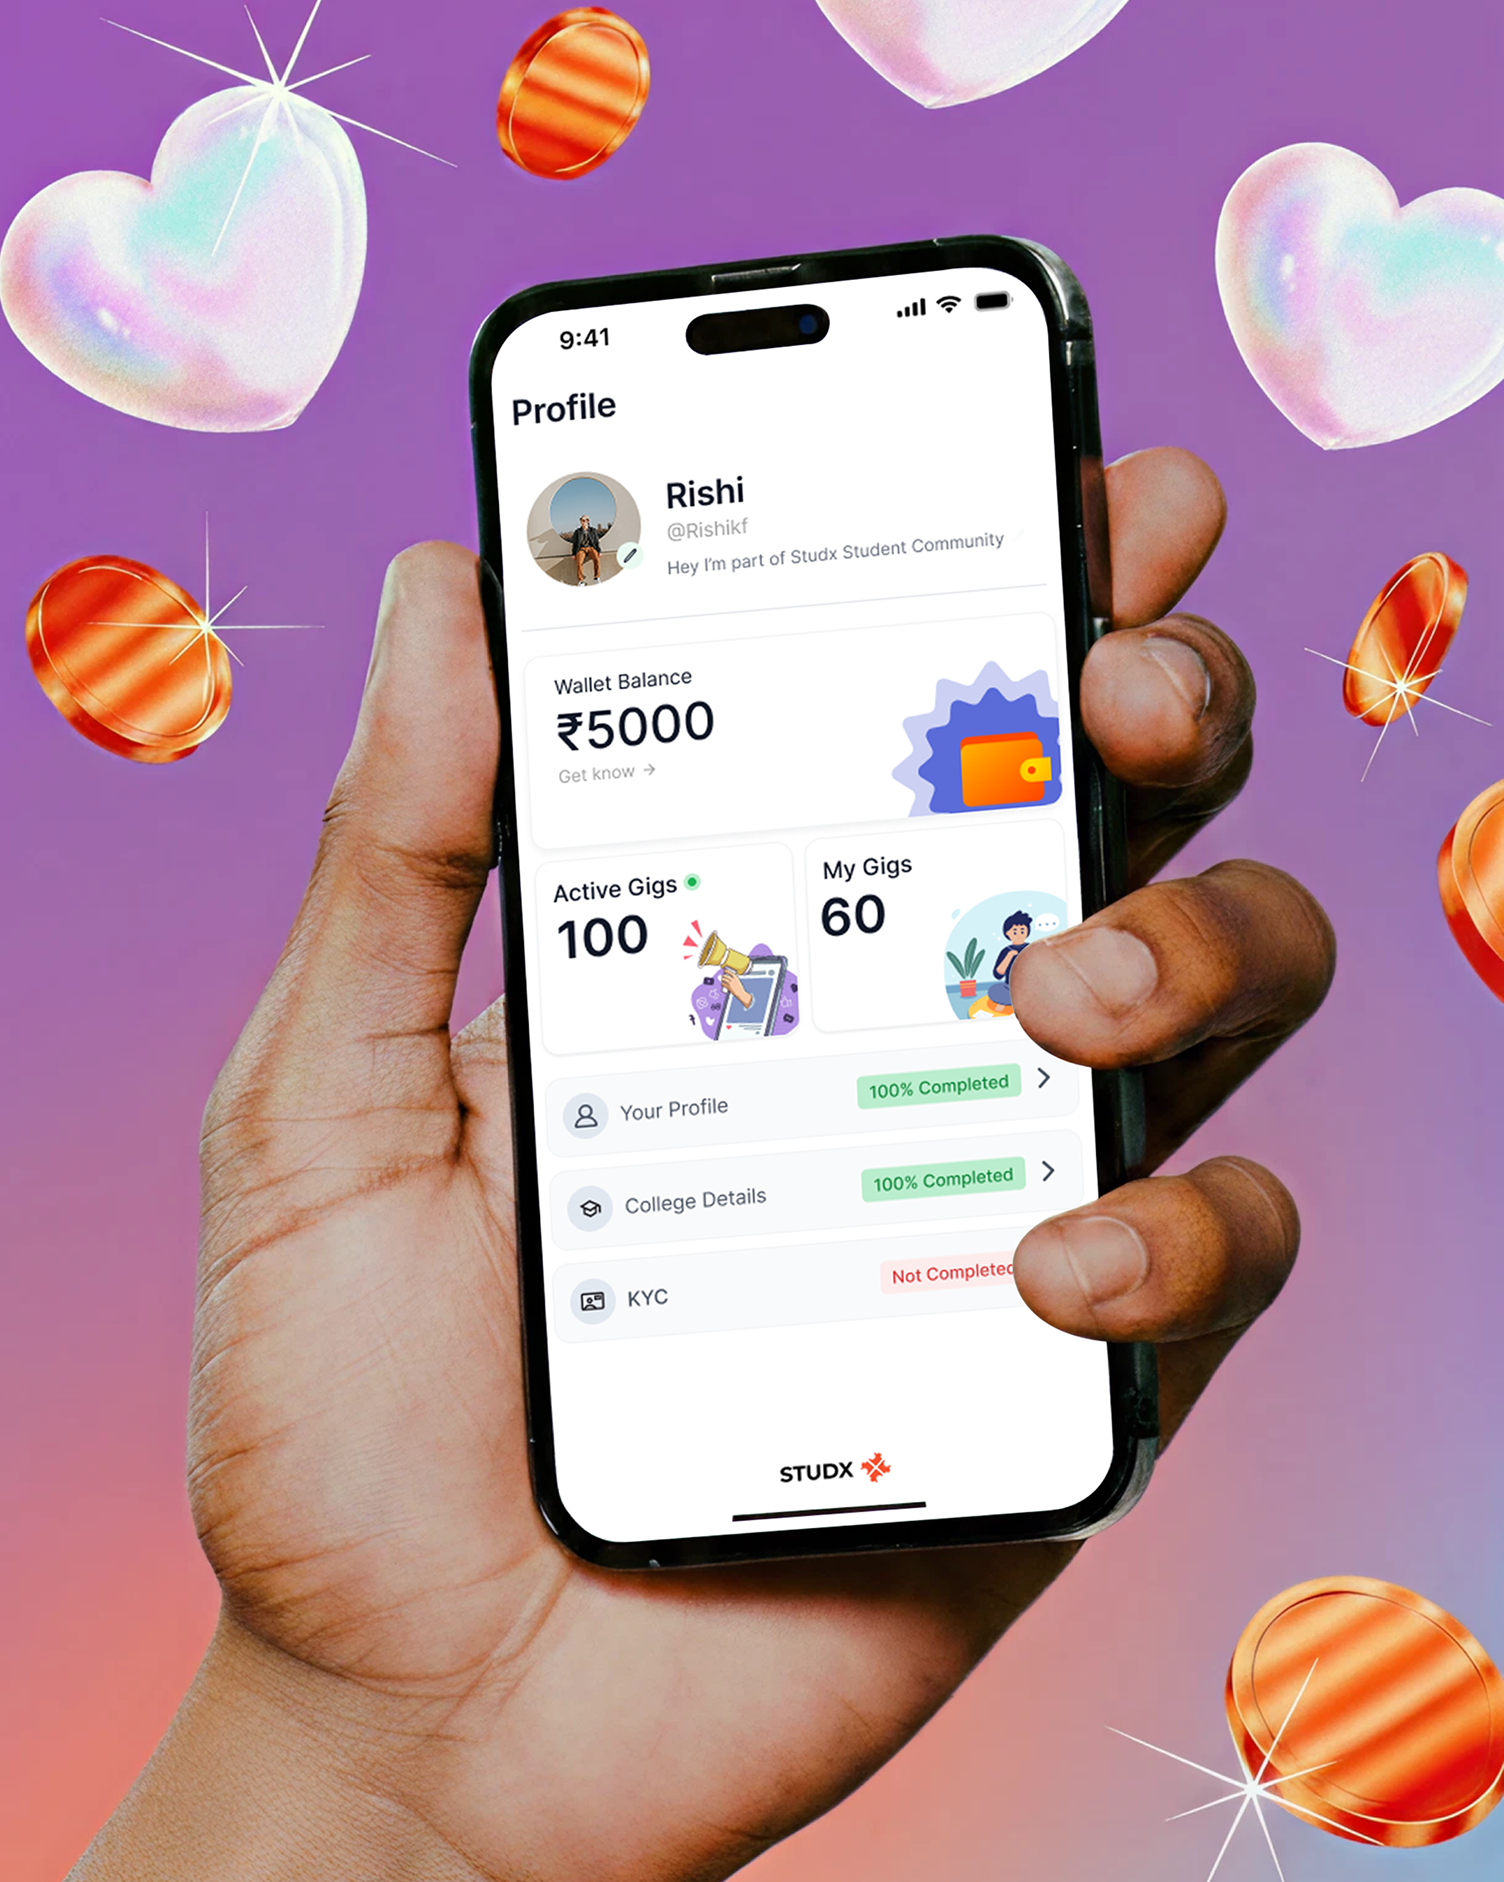 9:41
Profile
Rishi
@Rishikf
Hey I'm part of Studx Student Community
Wallet Balance
₹5000
Get know →
Active Gigs
100
My Gigs
60
Your Profile
100% Completed
College Details
100% Completed
KYC
Not Completed
STUDX